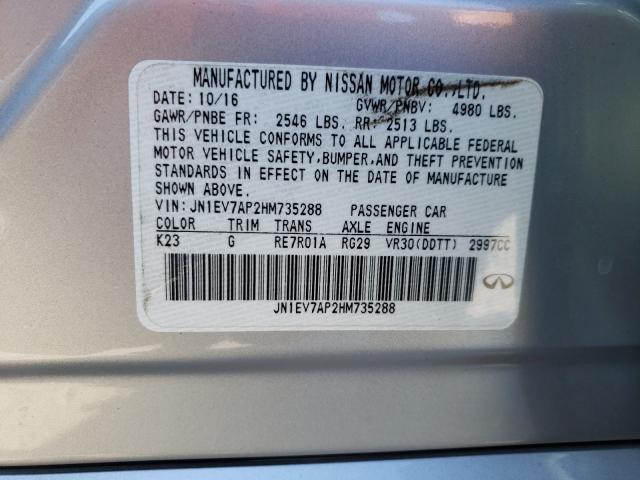 MANUFACTURED BY NISSAN MOTOR CO., LTD.
DATE: 10/16 GVWR/PNBV: 4980 LBS.
GAWR/PNBE FR: 2546 LBS. RR: 2513 LBS.
THIS VEHICLE CONFORMS TO ALL APPLICABLE FEDERAL
MOTOR VEHICLE SAFETY, BUMPER, AND THEFT PREVENTION
STANDARDS IN EFFECT ON THE DATE OF MANUFACTURE
SHOWN ABOVE.
VIN: JN1EV7AP2HM735288 PASSENGER CAR
COLOR TRIM TRANS AXLE ENGINE
K23 G RE7R01A RG29 VR30(DDTT) 2997CC
JN1EV7AP2HM735288